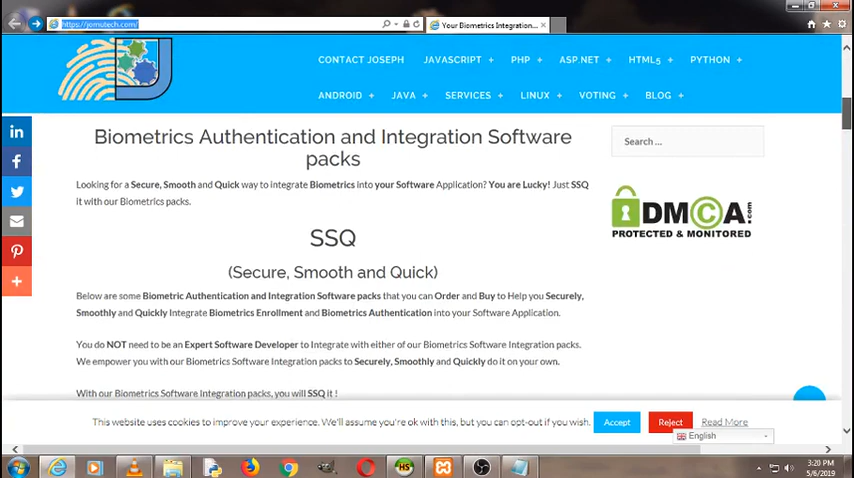 https://jomutech.com/
Your Biometrics Integration...
CONTACT JOSEPH JAVASCRIPT + PHP + ASP.NET + HTML5 + PYTHON +
ANDROID + JAVA + SERVICES + LINUX + VOTING + BLOG +
Biometrics Authentication and Integration Software
packs
Search ...
Looking for a Secure, Smooth and Quick way to integrate Biometrics into your Software Application? You are Lucky! Just SSQ
it with our Biometrics packs.
DMCA.com
PROTECTED & MONITORED
SSQ
(Secure, Smooth and Quick)
Below are some Biometric Authentication and Integration Software packs that you can Order and Buy to Help you Securely,
Smoothly and Quickly Integrate Biometrics Enrollment and Biometrics Authentication into your Software Application.
You do NOT need to be an Expert Software Developer to Integrate with either of our Biometrics Software Integration packs.
We empower you with our Biometrics Software Integration packs to Securely, Smoothly and Quickly do it on your own.
With our Biometrics Software Integration packs, you will SSQ it !
This website uses cookies to improve your experience. We'll assume you're ok with this, but you can opt-out if you wish. Accept Reject Read More
English
3:20 PM
5/6/2019